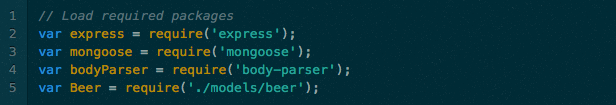 1 // Load required packages
2 var express = require('express');
3 var mongoose = require('mongoose');
4 var bodyParser = require('body-parser');
5 var Beer = require('./models/beer');